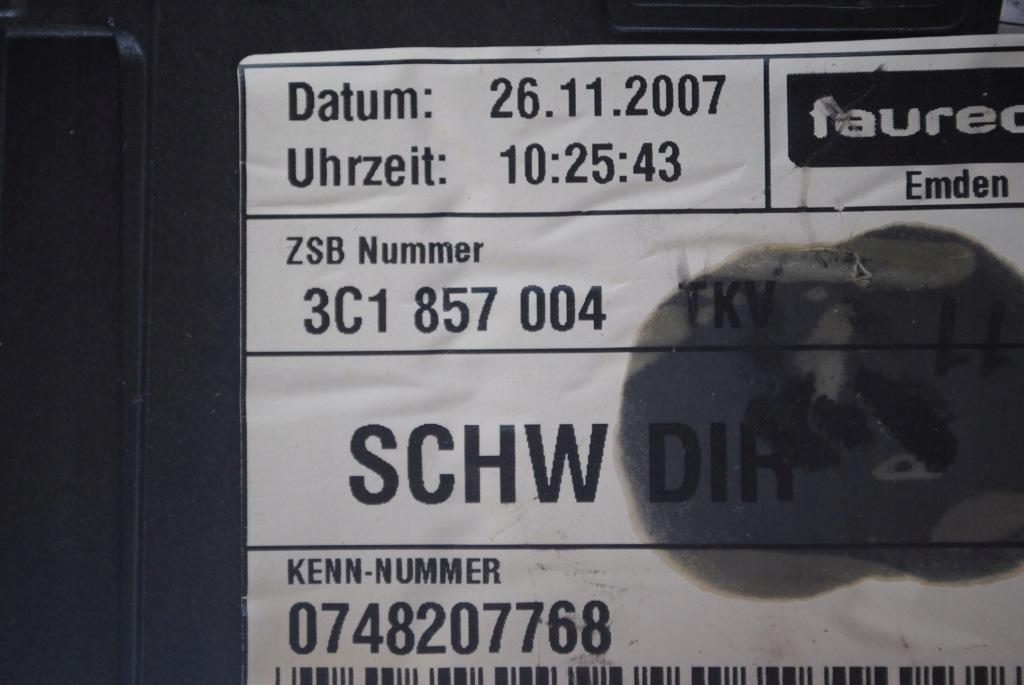 Datum: 26.11.2007
Uhrzeit: 10:25:43
faurec
Emden
ZSB Nummer
3C1 857 004 TKV
SCHW DIR
KENN-NUMMER
0748207768